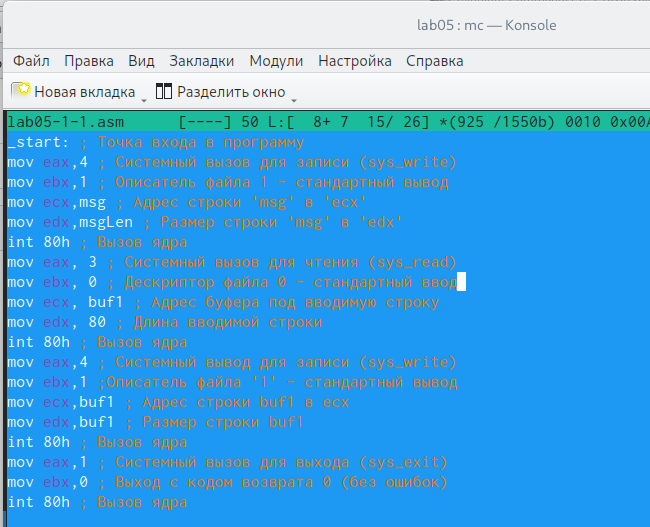 lab05 : mc — Konsole
Файл Правка Вид Закладки Модули Настройка Справка
Новая вкладка Разделить окно
lab05-1-1.asm [----] 50 L:[ 8+ 7 15/ 26] *(925 /1550b) 0010 0x00A
_start: ; Точка входа в программу
mov eax,4 ; Системный вызов для записи (sys_write)
mov ebx,1 ; Описатель файла 1 - стандартный вывод
mov ecx,msg ; Адрес строки 'msg' в 'ecx'
mov edx,msgLen ; Размер строки 'msg' в 'edx'
int 80h ; Вызов ядра
mov eax, 3 ; Системный вызов для чтения (sys_read)
mov ebx, 0 ; Дескриптор файла 0 - стандартный ввод
mov ecx, buf1 ; Адрес буфера под вводимую строку
mov edx, 80 ; Длина вводимой строки
int 80h ; Вызов ядра
mov eax,4 ; Системный вывод для записи (sys_write)
mov ebx,1 ;Описатель файла '1' - стандартный вывод
mov ecx,buf1 ; Адрес строки buf1 в ecx
mov edx,buf1 ; Размер строки buf1
int 80h ; Вызов ядра
mov eax,1 ; Системный вызов для выхода (sys_exit)
mov ebx,0 ; Выход с кодом возврата 0 (без ошибок)
int 80h ; Вызов ядра